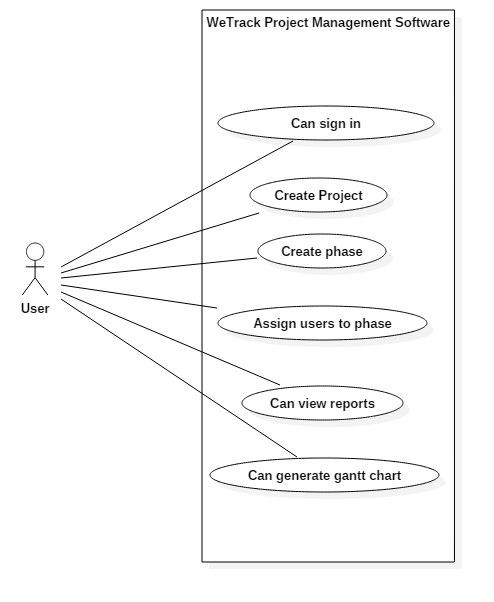 WeTrack Project Management Software
Can sign in
Create Project
Create phase
User
Assign users to phase
Can view reports
Can generate gantt chart